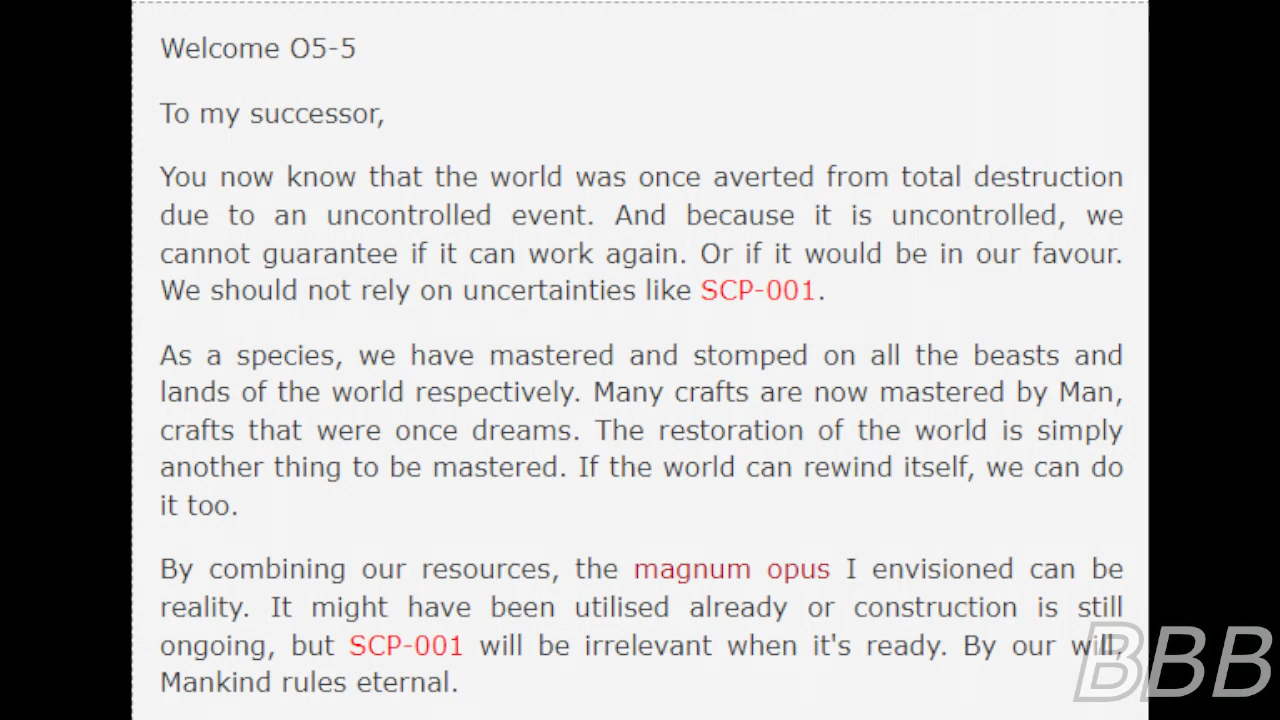 Welcome O5-5
To my successor,
You now know that the world was once averted from total destruction
due to an uncontrolled event. And because it is uncontrolled, we
cannot guarantee if it can work again. Or if it would be in our favour.
We should not rely on uncertainties like SCP-001.
As a species, we have mastered and stomped on all the beasts and
lands of the world respectively. Many crafts are now mastered by Man,
crafts that were once dreams. The restoration of the world is simply
another thing to be mastered. If the world can rewind itself, we can do
it too.
By combining our resources, the magnum opus I envisioned can be
reality. It might have been utilised already or construction is still
ongoing, but SCP-001 will be irrelevant when it's ready. By our will,
Mankind rules eternal.
BBB